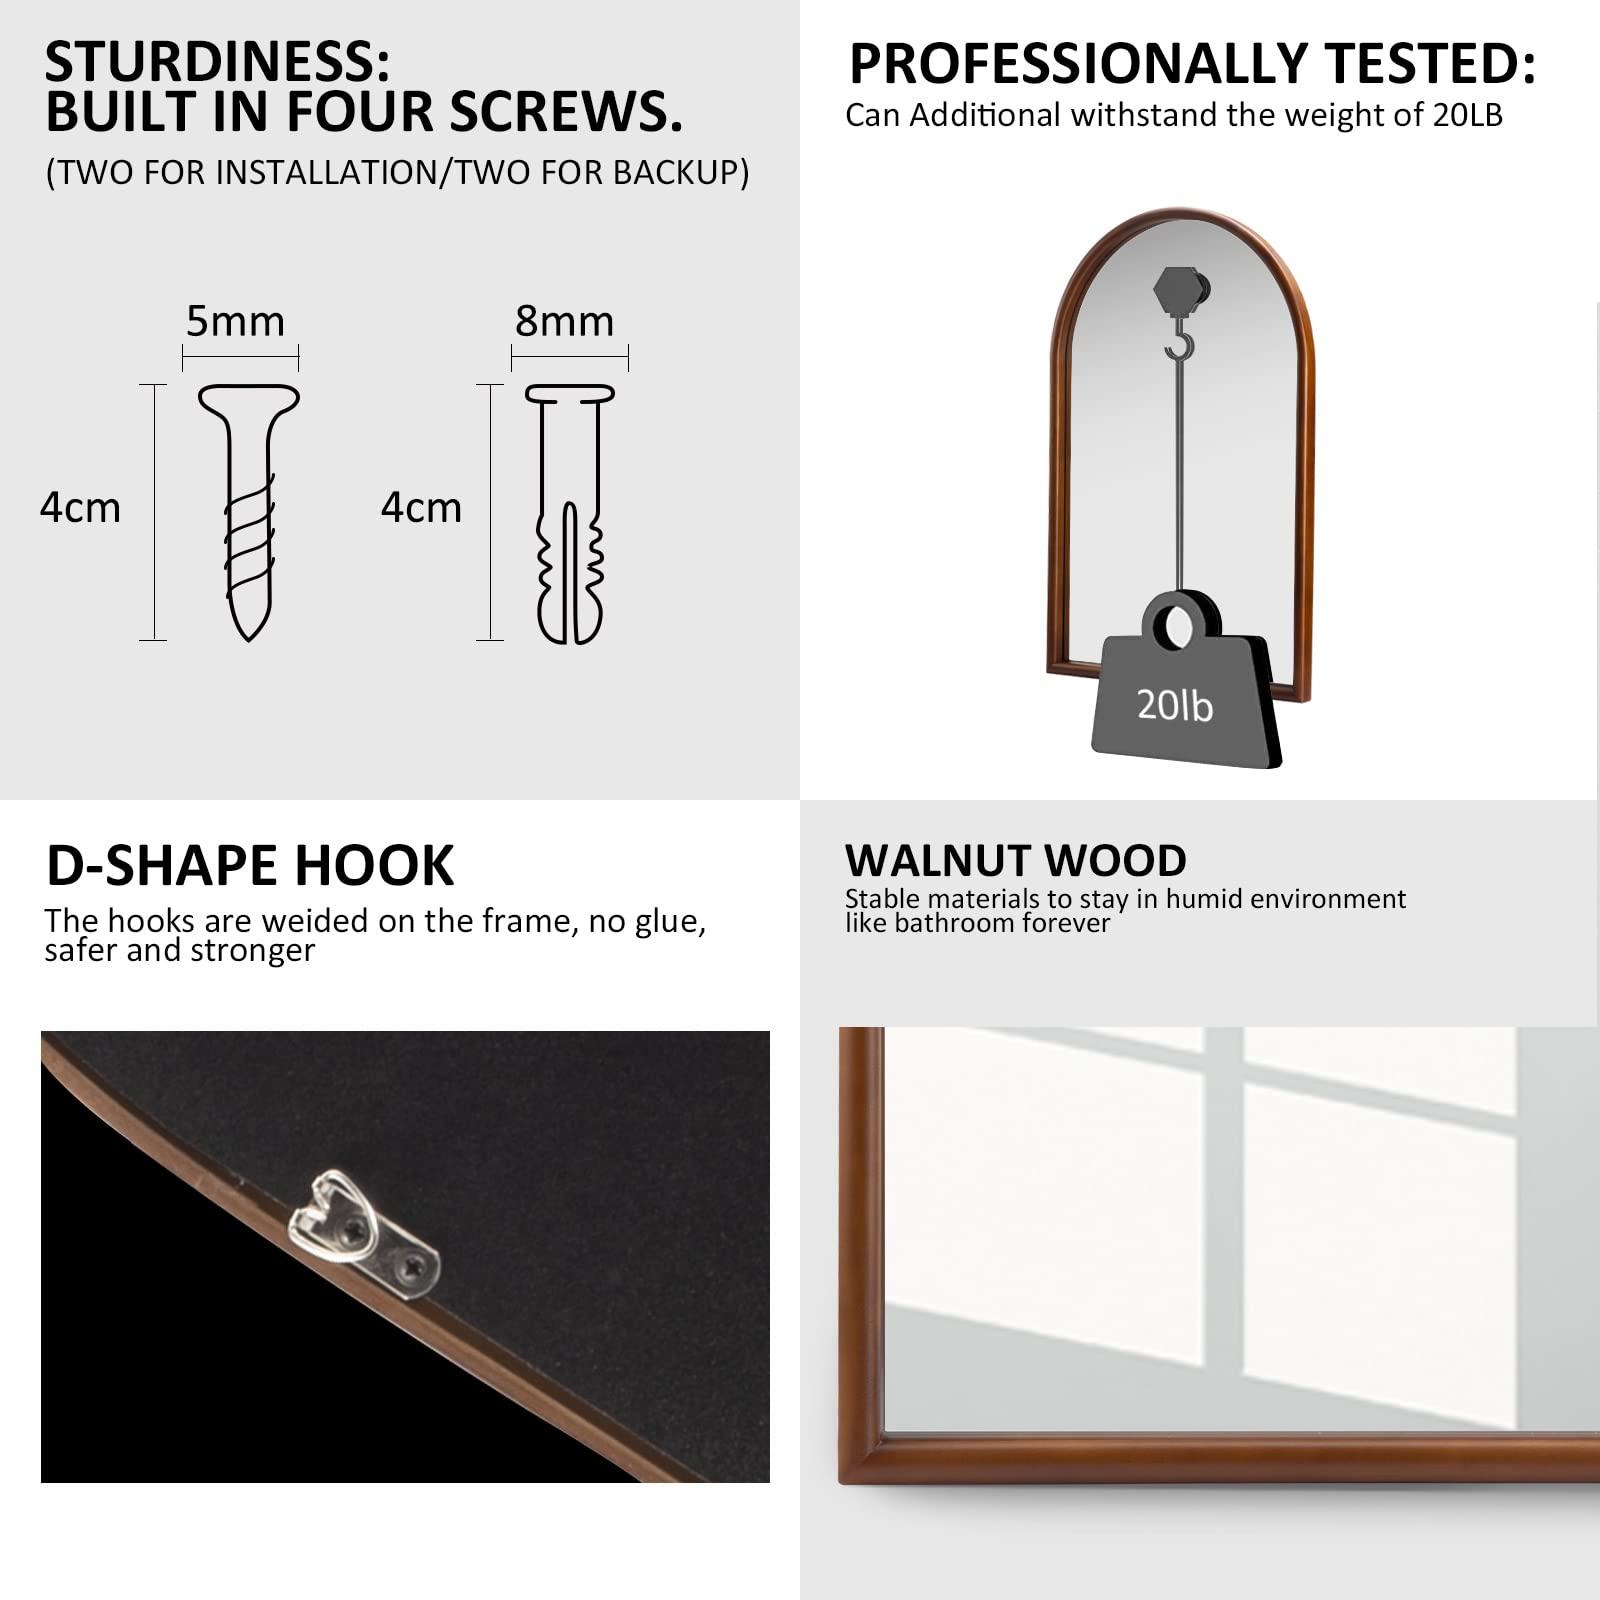 STURDINESS:
BUILT IN FOUR SCREWS.
(TWO FOR INSTALLATION/TWO FOR BACKUP)
5mm
8mm
4cm
4cm
PROFESSIONALLY TESTED:
Can Additional withstand the weight of 20LB
20lb
D-SHAPE HOOK
The hooks are weided on the frame, no glue,
safer and stronger
WALNUT WOOD
Stable materials to stay in humid environment
like bathroom forever